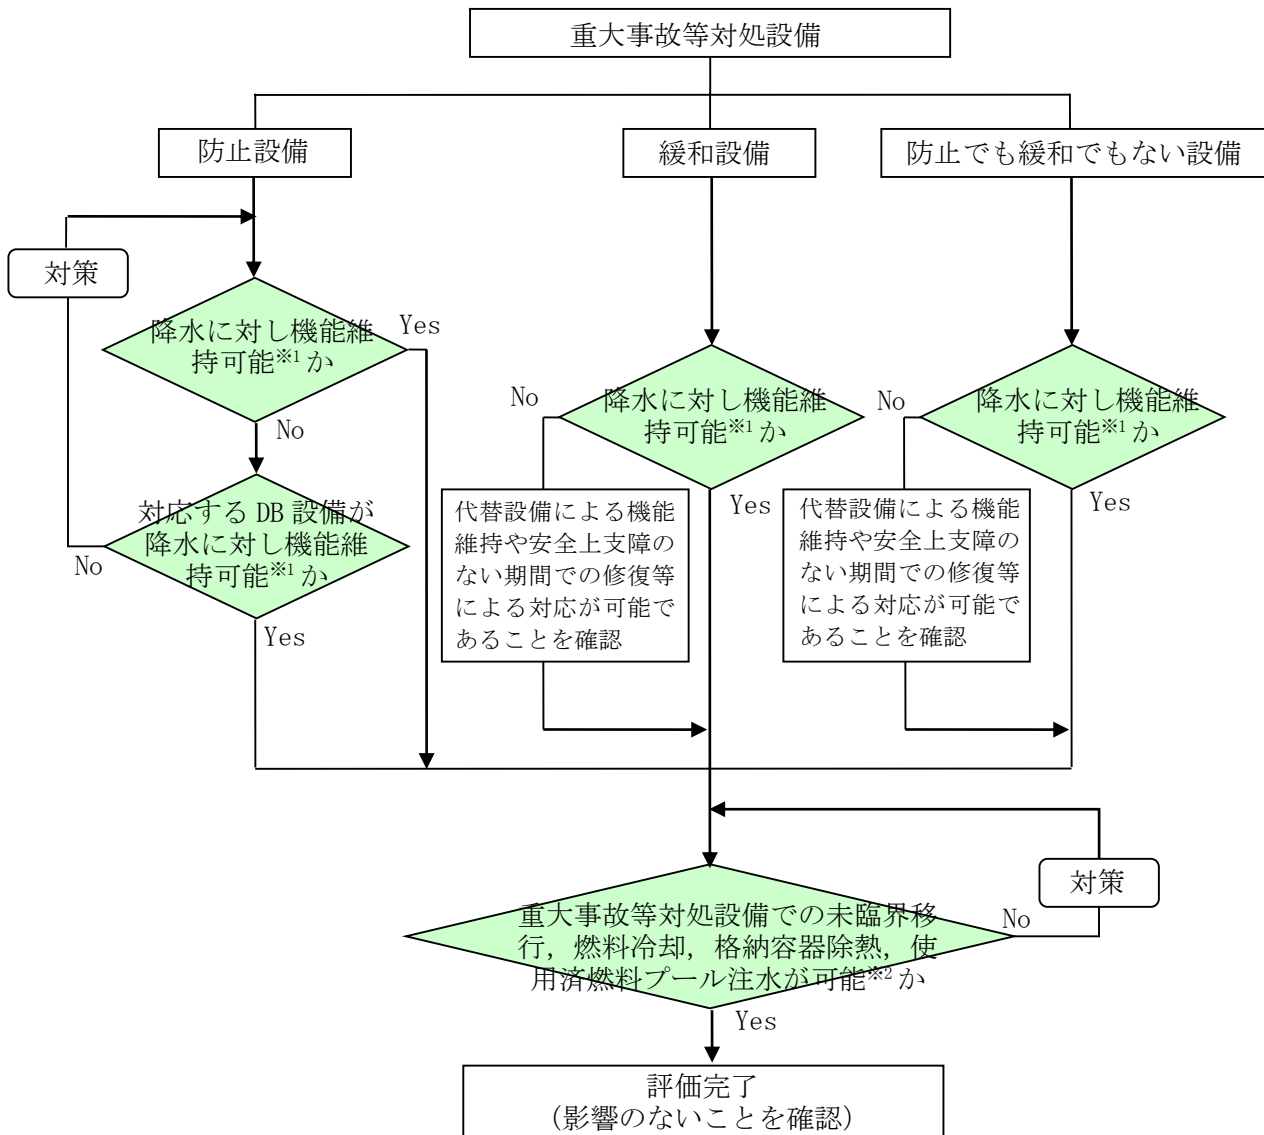 重大事故等対処設備
防止設備
緩和設備
防止でも緩和でもない設備
対策
降水に対し機能維
持可能※1か
Yes
No
対応する DB 設備が
降水に対し機能維
持可能※1か
No
Yes
降水に対し機能維
持可能※1か
No
Yes
代替設備による機能
維持や安全上支障の
ない期間での修復等
による対応が可能で
あることを確認
降水に対し機能維
持可能※1か
No
Yes
代替設備による機能
維持や安全上支障の
ない期間での修復等
による対応が可能で
あることを確認
対策
重大事故等対処設備での未臨界移
行，燃料冷却，格納容器除熱，使
用済燃料プール注水が可能※2か
No
Yes
評価完了
（影響のないことを確認）